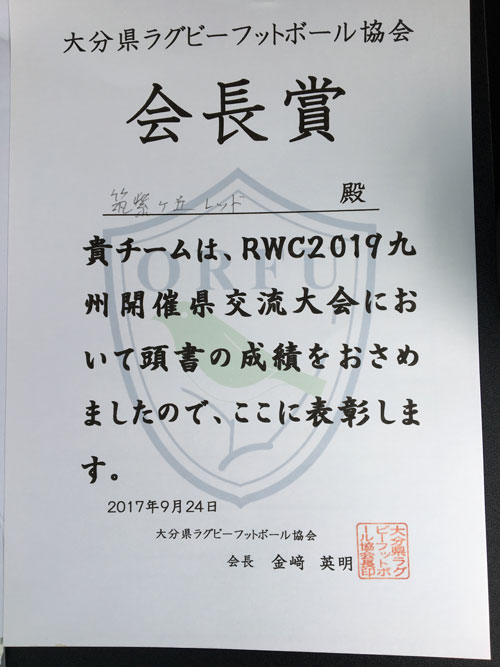 大分県ラグビーフットボール協会
会長賞
筑紫ヶ丘レッド 殿
ORFU
貴チームは、RWC2019九
州開催県交流大会にお
いて頭書の成績をおさめ
ましたので、ここに表彰しま
す。
2017年9月24日
大分県ラグビーフットボール協会
会長 金﨑 英明
大分県ラグ
ビーフットボ
ール協会長印